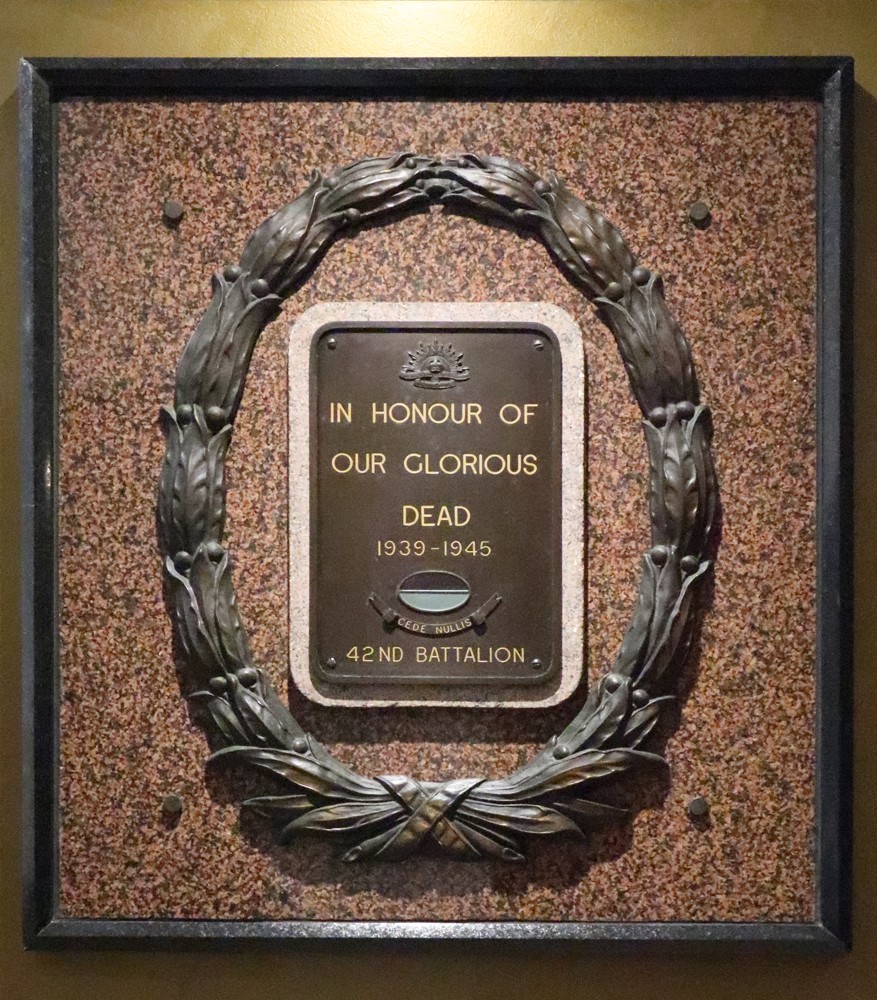 IN HONOUR OF
OUR GLORIOUS
DEAD
1939-1945
CEDE NULLIS
42ND BATTALION